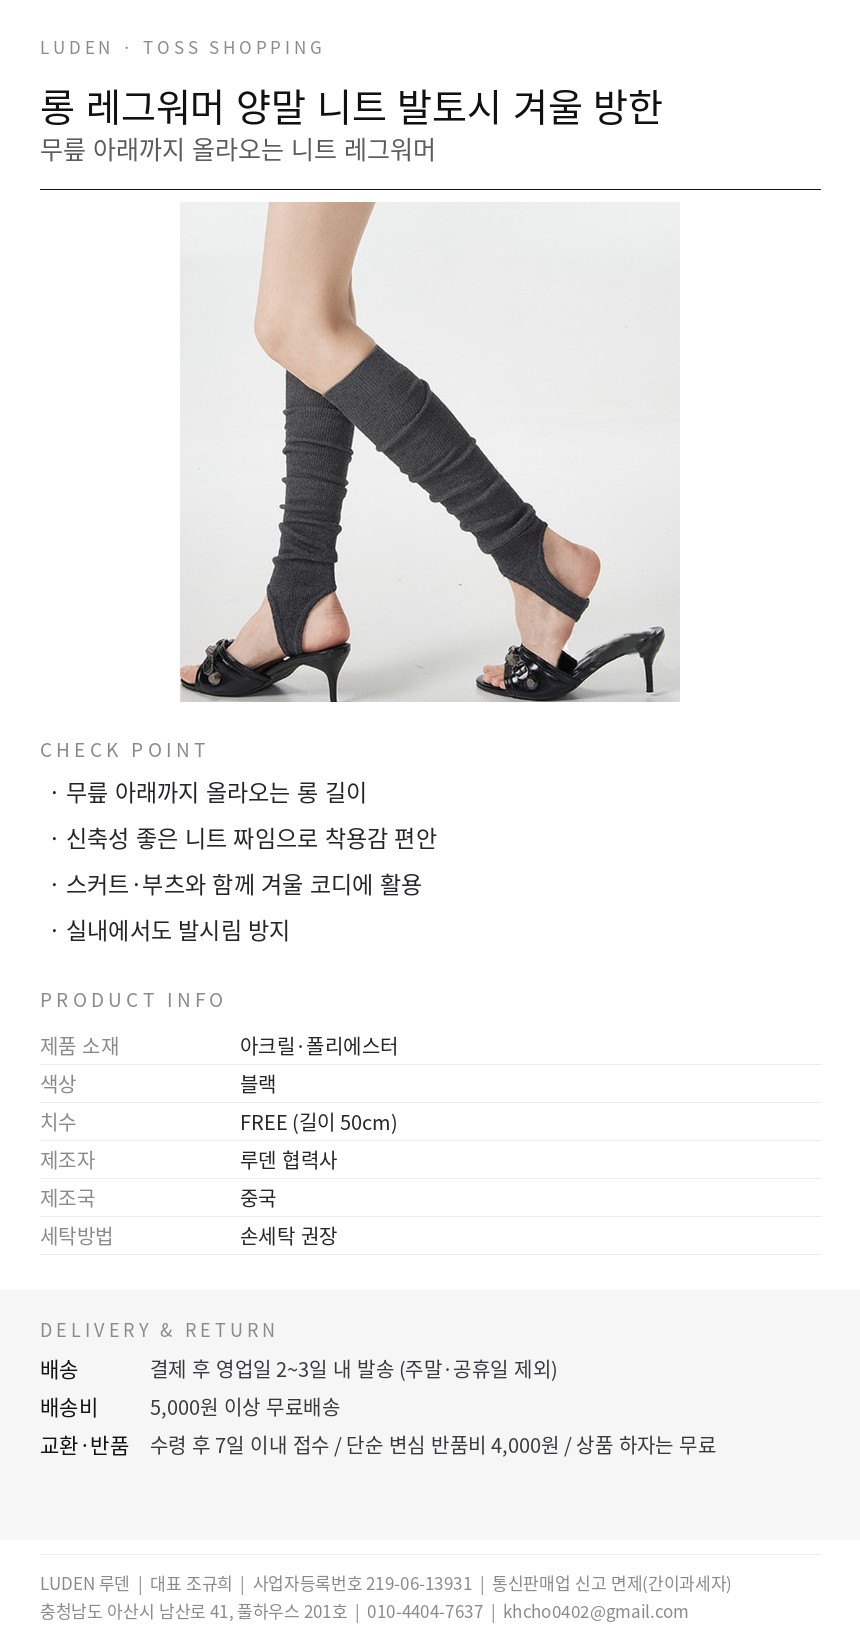 LUDEN · TOSS SHOPPING
롱 레그워머 양말 니트 발토시 겨울 방한
무릎 아래까지 올라오는 니트 레그워머
CHECK POINT
· 무릎 아래까지 올라오는 롱 길이
· 신축성 좋은 니트 짜임으로 착용감 편안
· 스커트·부츠와 함께 겨울 코디에 활용
· 실내에서도 발시림 방지
PRODUCT INFO
제품 소재 아크릴·폴리에스터
색상 블랙
치수 FREE (길이 50cm)
제조자 루덴 협력사
제조국 중국
세탁방법 손세탁 권장
DELIVERY & RETURN
배송 결제 후 영업일 2~3일 내 발송 (주말·공휴일 제외)
배송비 5,000원 이상 무료배송
교환·반품 수령 후 7일 이내 접수 / 단순 변심 반품비 4,000원 / 상품 하자는 무료
LUDEN 루덴 | 대표 조규희 | 사업자등록번호 219-06-13931 | 통신판매업 신고 면제(간이과세자)
충청남도 아산시 남산로 41, 풀하우스 201호 | 010-4404-7637 | khcho0402@gmail.com